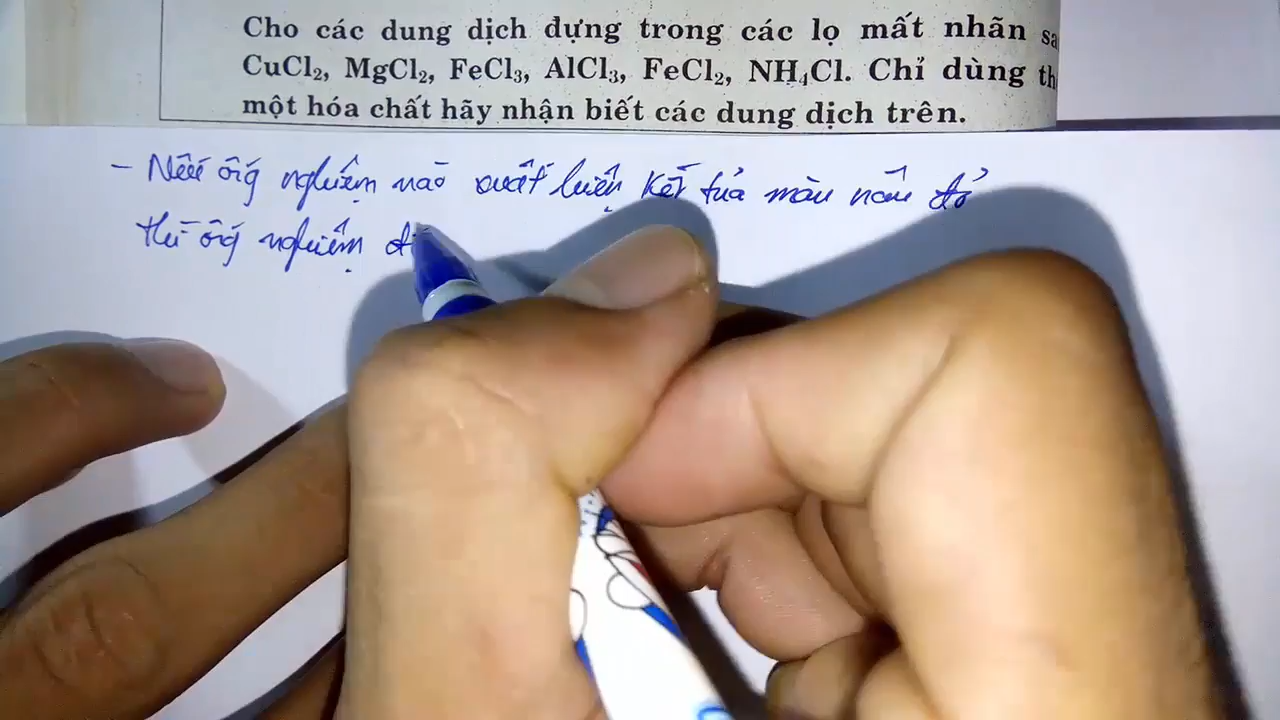 Cho các dung dịch đựng trong các lọ mất nhãn sa
CuCl₂, MgCl₂, FeCl₃, AlCl₃, FeCl₂, NH₄Cl. Chỉ dùng th
một hóa chất hãy nhận biết các dung dịch trên.
- Nếu ống nghiệm nào xuất hiện kết tủa màu nâu đỏ
thì ống nghiệm đ